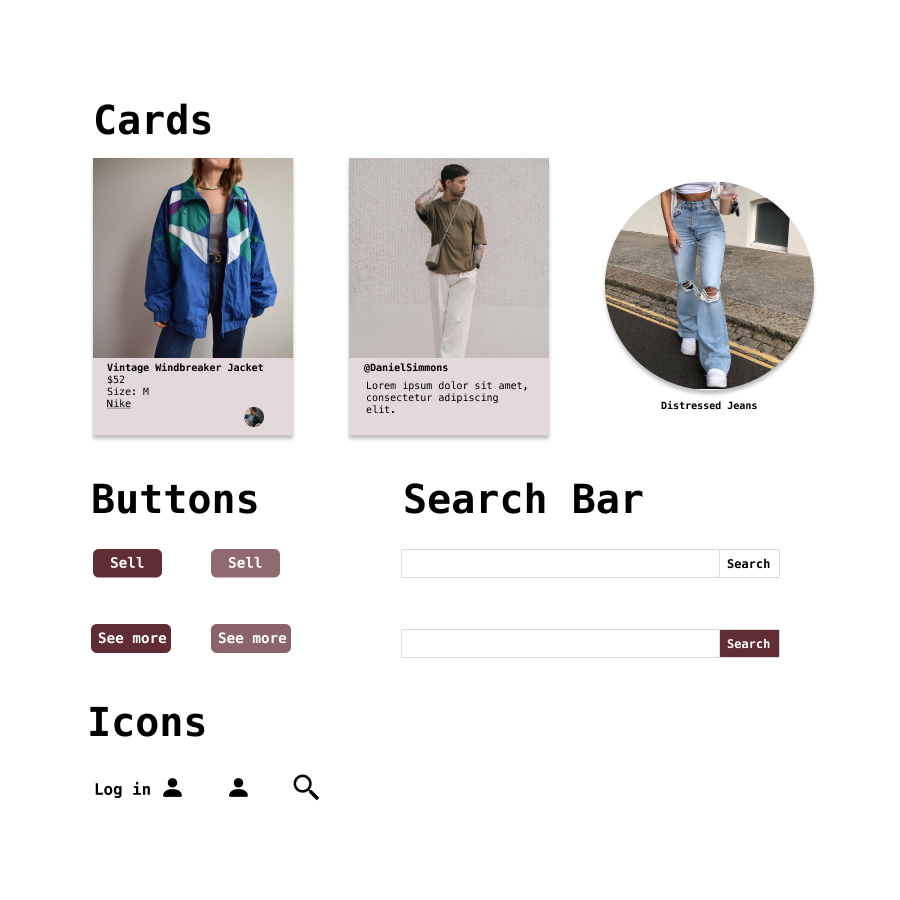 Cards
Vintage Windbreaker Jacket
$52
Size: M
Nike
@DanielSimmons
Lorem ipsum dolor sit amet,
consectetur adipiscing
elit.
Distressed Jeans
Buttons
Sell
Sell
See more
See more
Search Bar
Search
Search
Icons
Log in